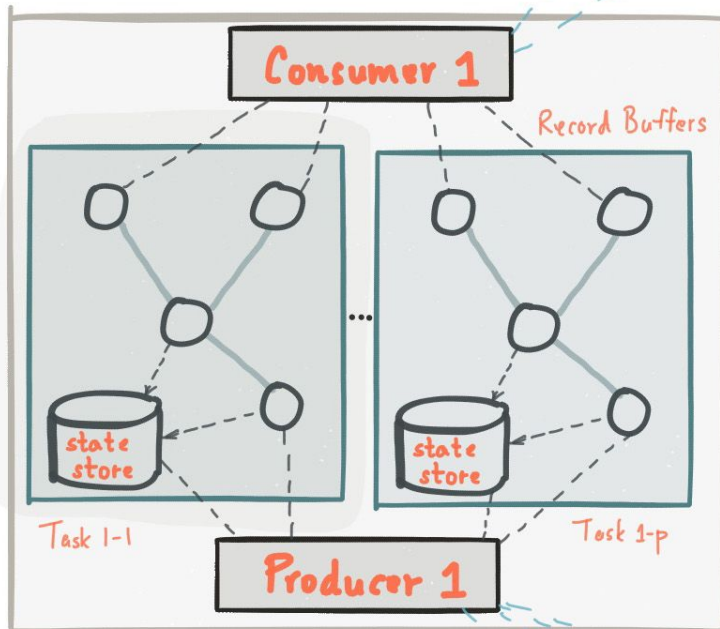 Consumer 1
Record Buffers
...
state
store
state
store
Task 1-1
Task 1-p
Producer 1